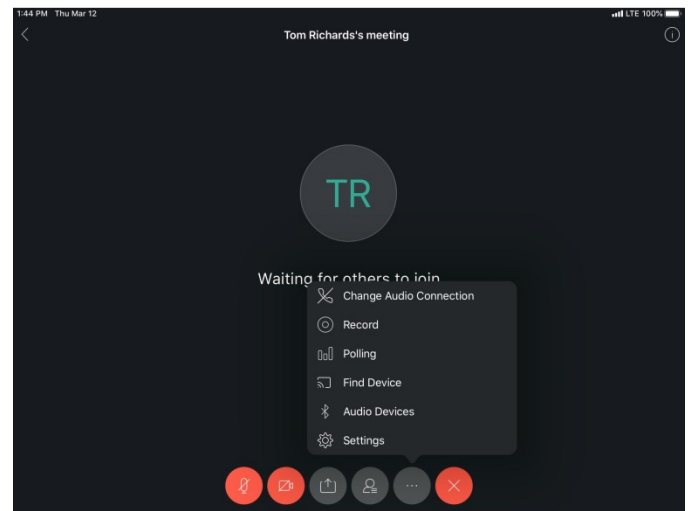 1:44 PM Thu Mar 12 LTE 100%
Tom Richards's meeting
TR
Waiting for others to join
Change Audio Connection
Record
Polling
Find Device
Audio Devices
Settings